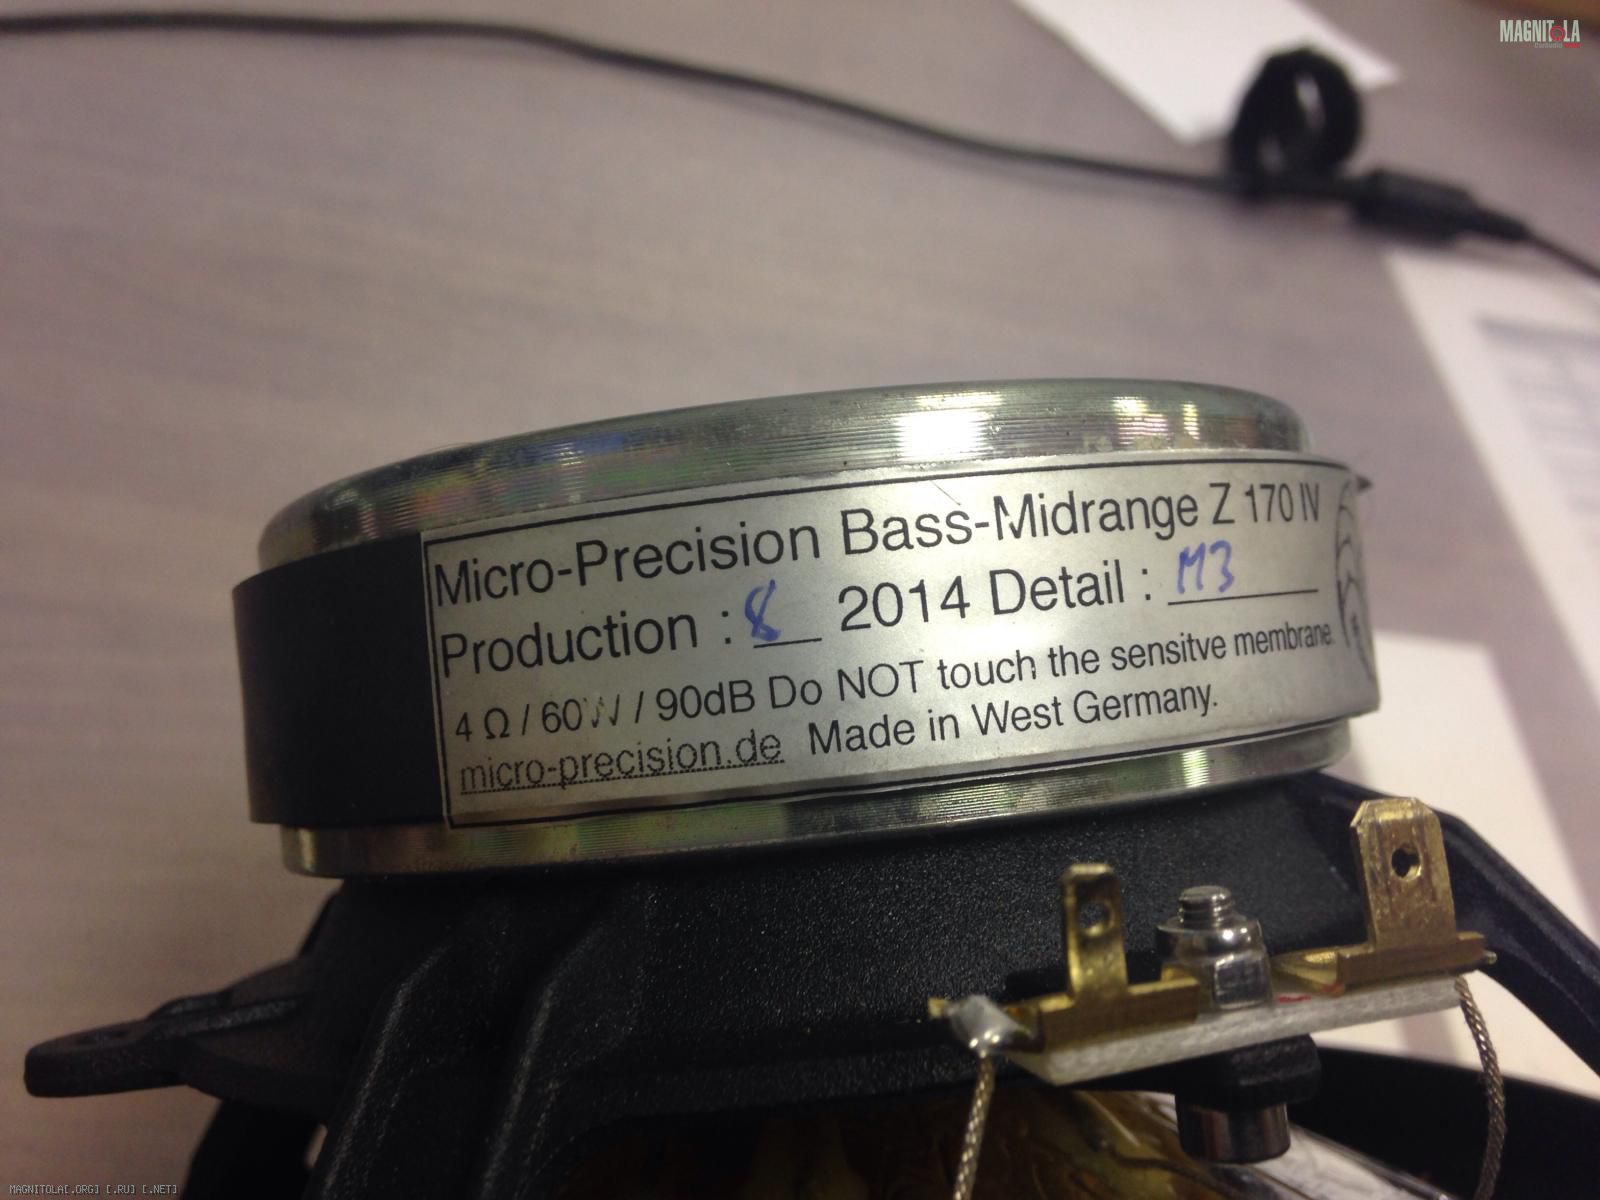 MAGNITOLA
Micro-Precision Bass-Midrange Z 170 IV
Production : 8 2014 Detail : M3
4 Ω / 60W / 90dB Do NOT touch the sensitve membrane.
micro-precision.de Made in West Germany.
MAGNITOLA[.ORG] [.RU] [.NET]